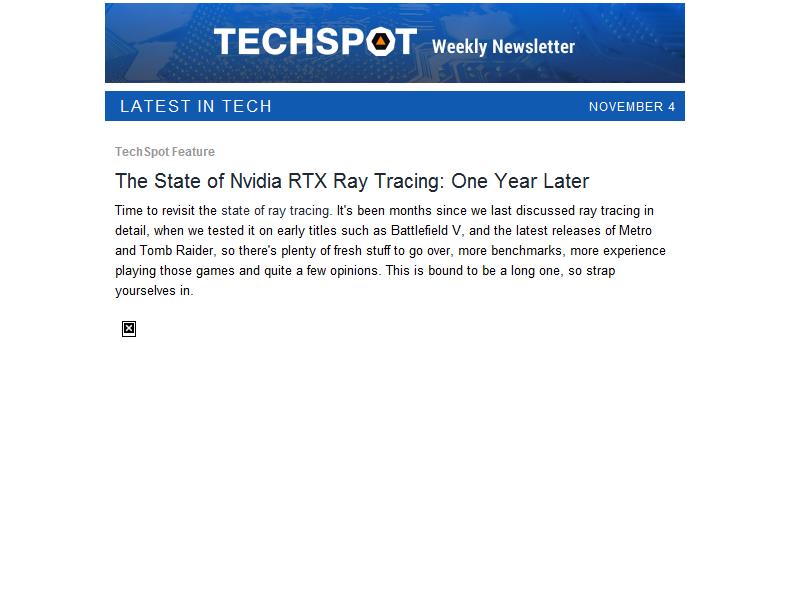 TECHSPOT Weekly Newsletter
LATEST IN TECH NOVEMBER 4
TechSpot Feature
The State of Nvidia RTX Ray Tracing: One Year Later
Time to revisit the state of ray tracing. It's been months since we last discussed ray tracing in
detail, when we tested it on early titles such as Battlefield V, and the latest releases of Metro
and Tomb Raider, so there's plenty of fresh stuff to go over, more benchmarks, more experience
playing those games and quite a few opinions. This is bound to be a long one, so strap
yourselves in.